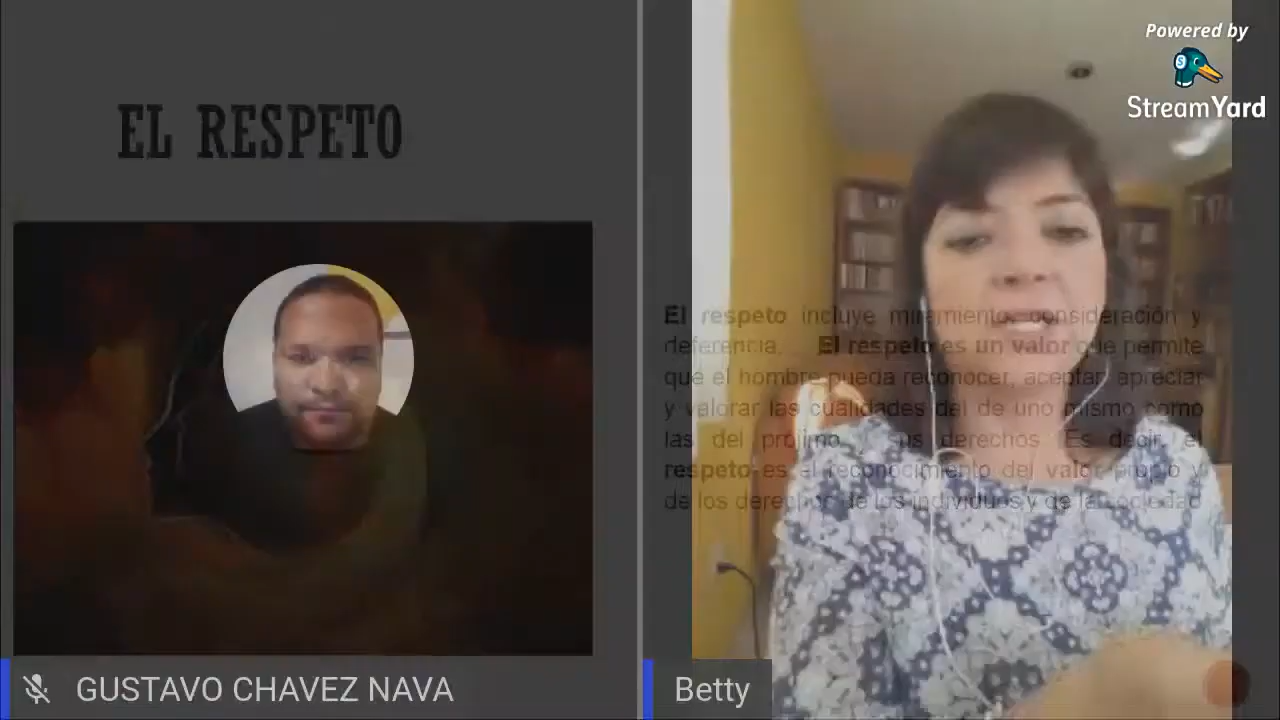 Powered by
StreamYard
EL RESPETO
El respeto incluye miramiento, consideración y
deferencia. El respeto es un valor que permite
que el hombre pueda reconocer, aceptar, apreciar
y valorar las cualidades del de uno mismo como
las del prójimo y sus derechos. Es decir, el
respeto es el reconocimiento del valor propio y
de los derechos de los individuos y de la sociedad
GUSTAVO CHAVEZ NAVA
Betty